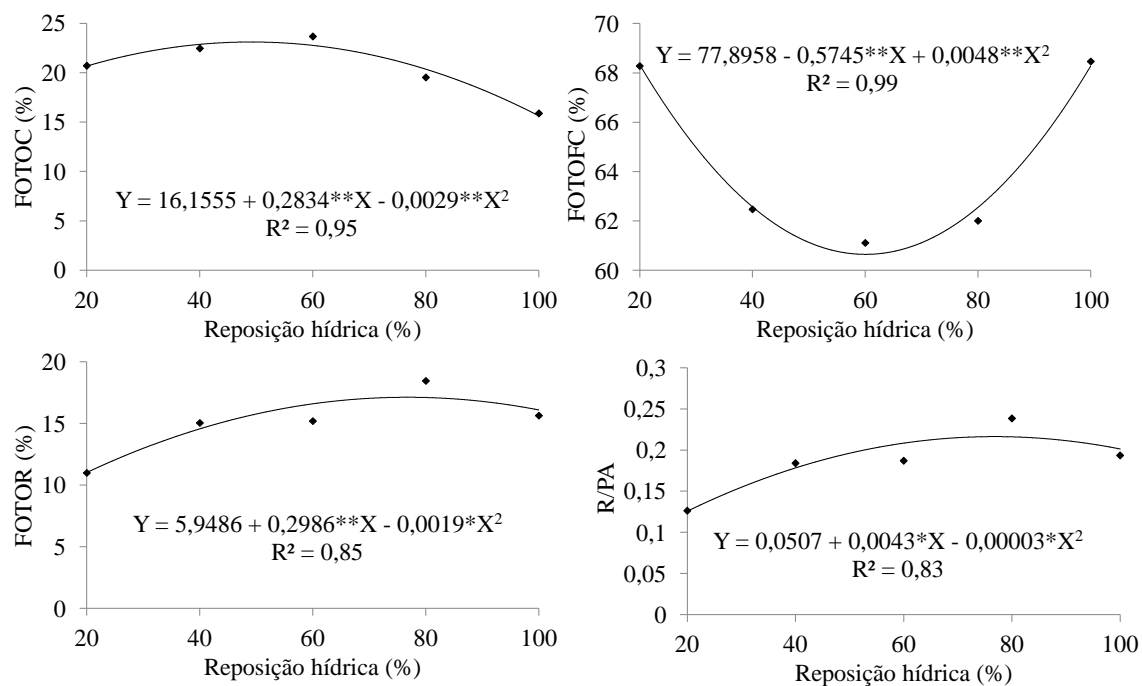 FOTOC (%)
25
20
15
10
5
0
Y = 16,1555 + 0,2834**X - 0,0029**X²
R² = 0,95
20 40 60 80 100
Reposição hídrica (%)
FOTOFC (%)
70
68
66
64
62
60
Y = 77,8958 - 0,5745**X + 0,0048**X²
R² = 0,99
20 40 60 80 100
Reposição hídrica (%)
FOTOR (%)
20
15
10
5
0
Y = 5,9486 + 0,2986**X - 0,0019*X²
R² = 0,85
20 40 60 80 100
Reposição hídrica (%)
R/PA
0,3
0,25
0,2
0,15
0,1
0,05
0
Y = 0,0507 + 0,0043*X - 0,00003*X²
R² = 0,83
20 40 60 80 100
Reposição hídrica (%)